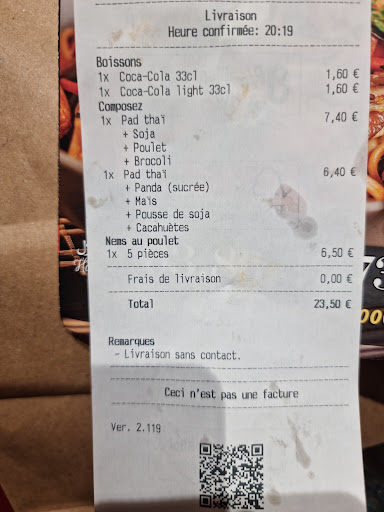 Livraison
Heure confirmée: 20:19
Boissons
1x Coca-Cola 33cl 1,60 €
1x Coca-Cola light 33cl 1,60 €
Composez
1x Pad thaï 7,40 €
+ Soja
+ Poulet
+ Brocoli
1x Pad thaï 6,40 €
+ Panda (sucrée)
+ Maïs
+ Pousse de soja
+ Cacahuètes
Nems au poulet
1x 5 pièces 6,50 €
Frais de livraison 0,00 €
Total 23,50 €
Remarques
- Livraison sans contact.
Ceci n'est pas une facture
Ver. 2.119